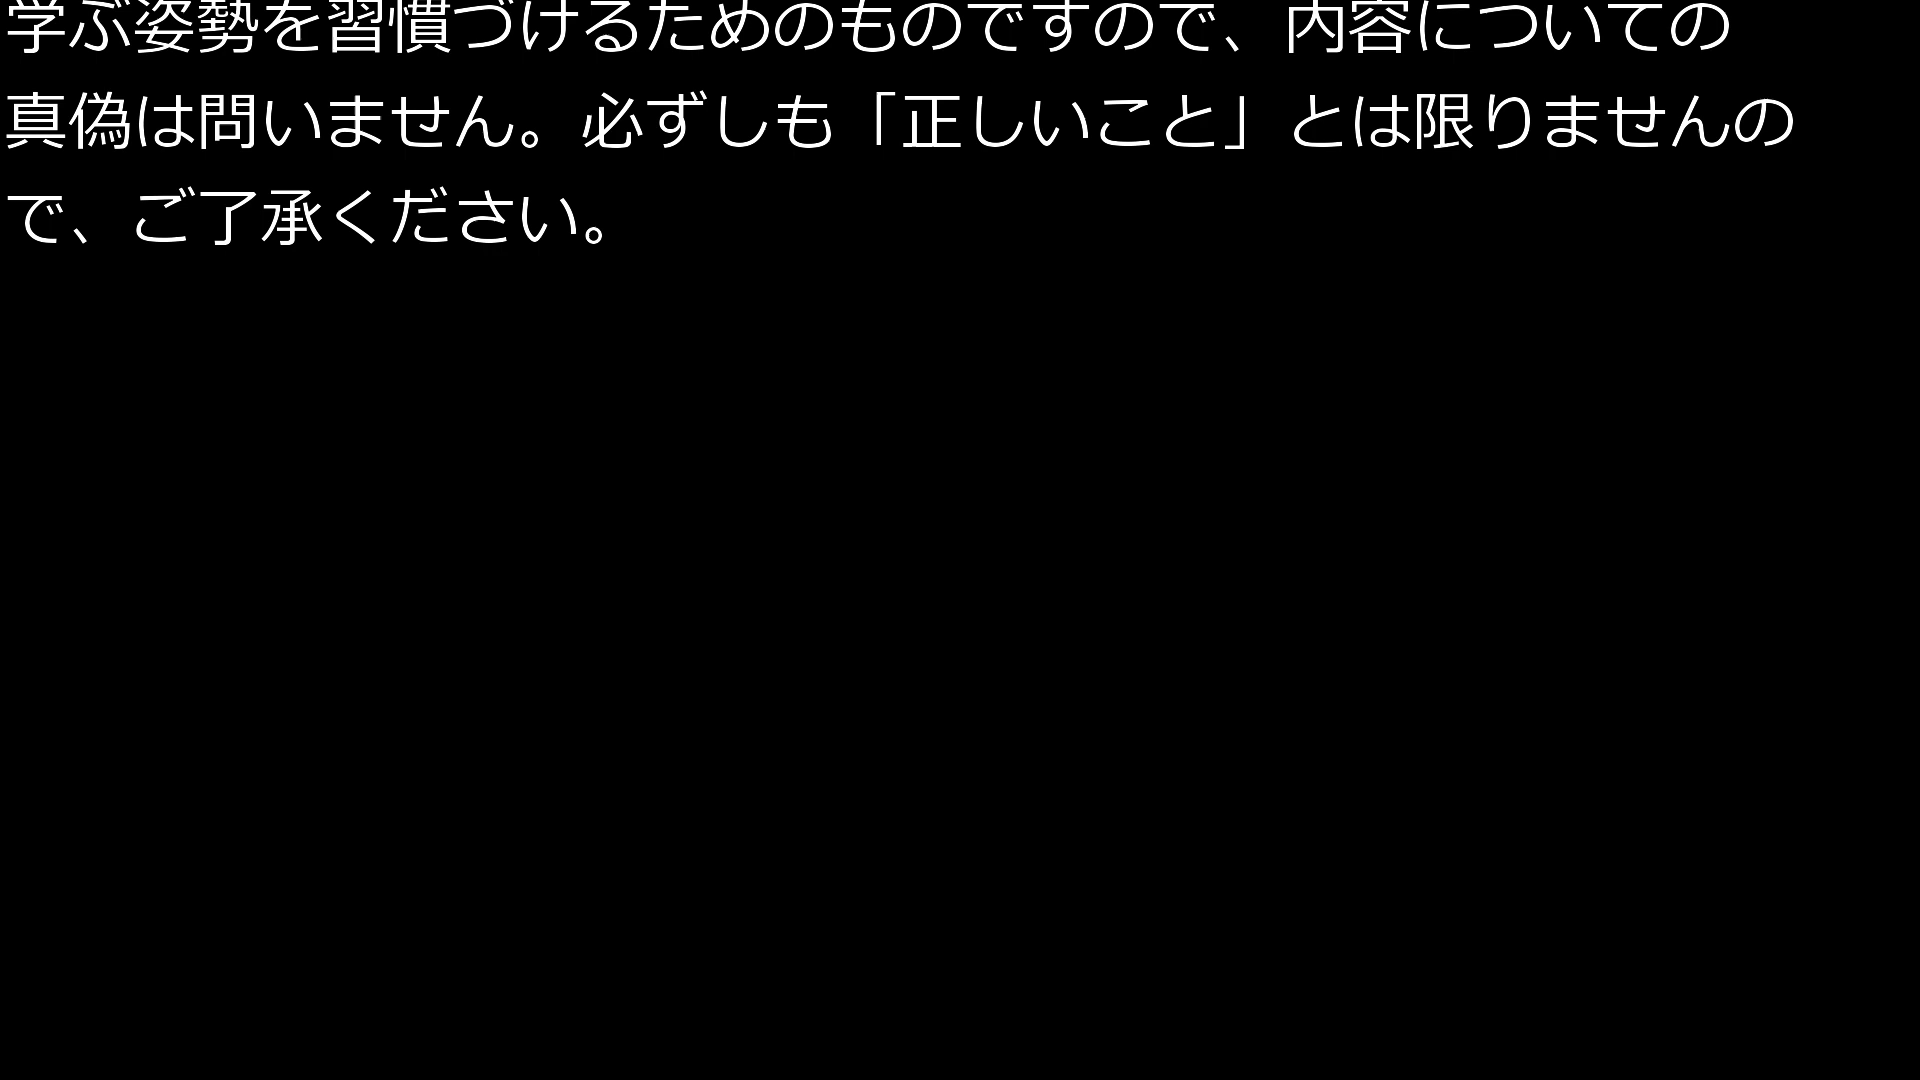 学ぶ姿勢を習慣づけるためのものですので、内容についての
真偽は問いません。必ずしも「正しいこと」とは限りませんの
で、ご了承ください。